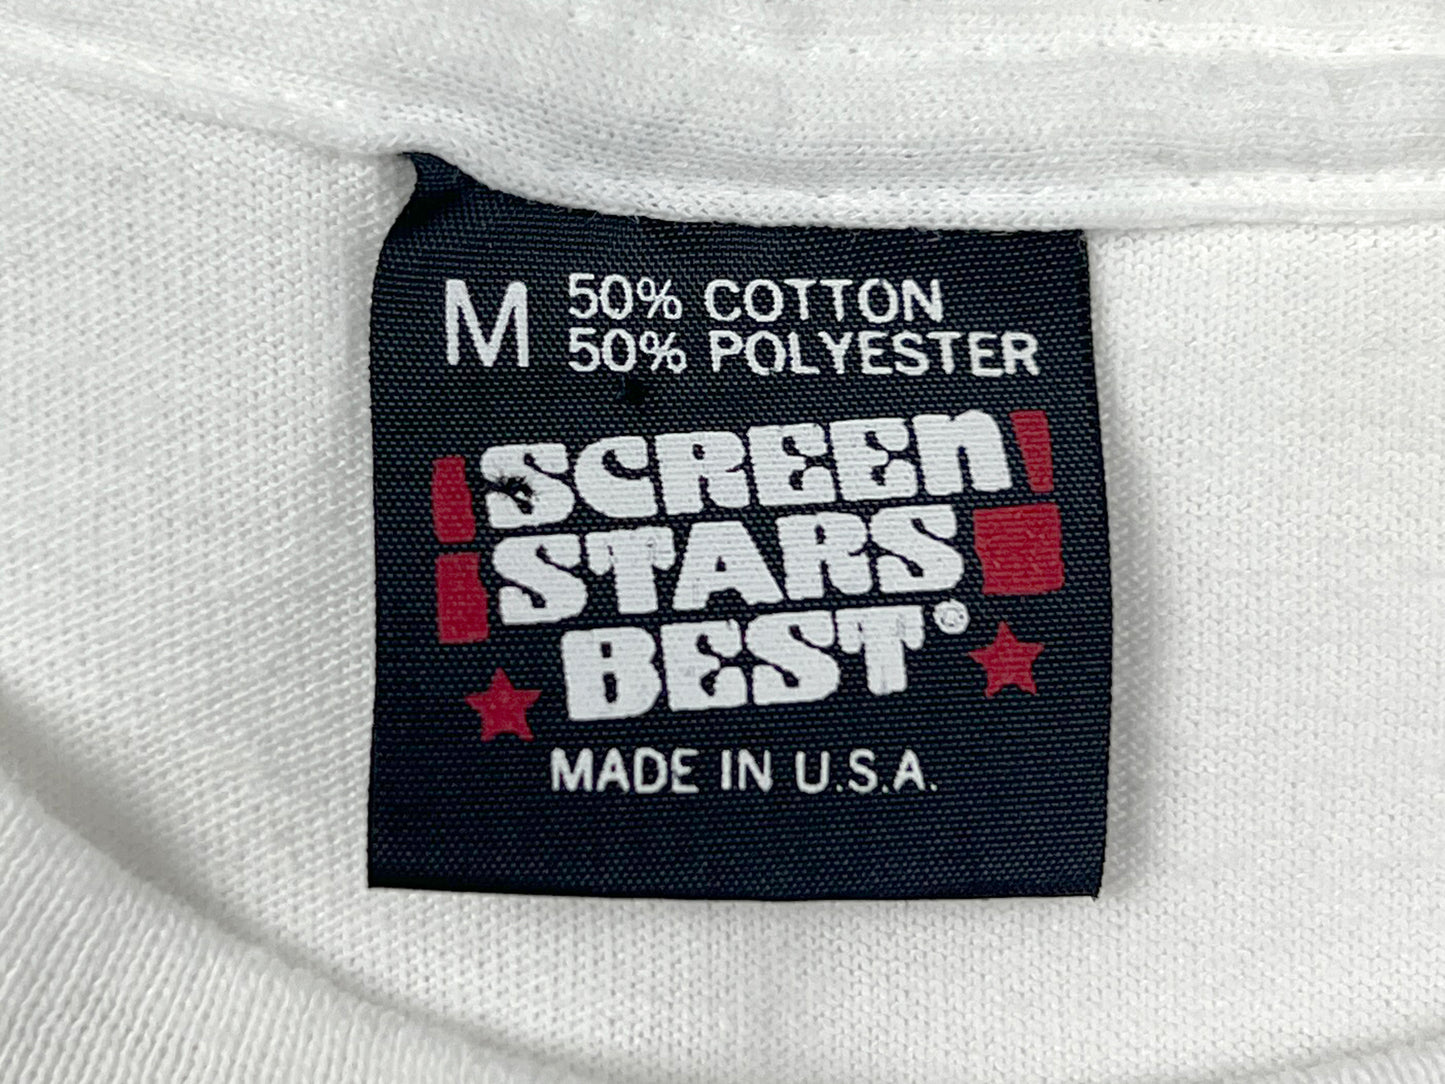 M 50% COTTON
50% POLYESTER
SCREEN
STARS
BEST®
MADE IN U.S.A.